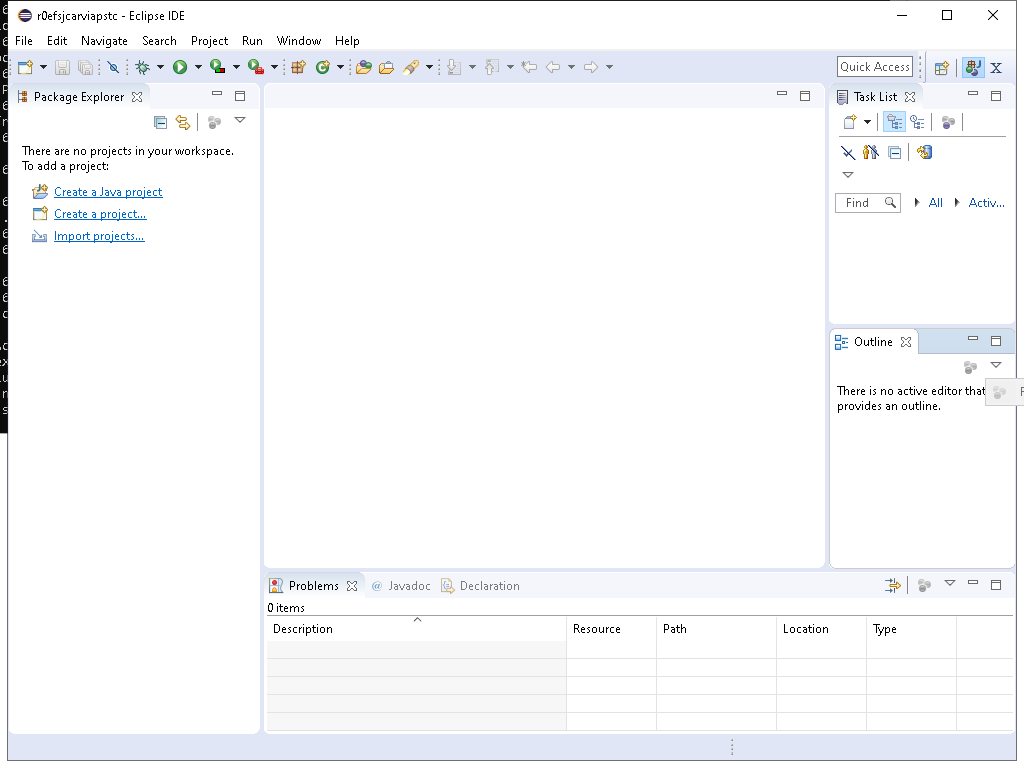 r0efsjcarviapstc - Eclipse IDE
File Edit Navigate Search Project Run Window Help
Quick Access
Package Explorer
There are no projects in your workspace.
To add a project:
Create a Java project
Create a project...
Import projects...
Task List
Find All Activ...
Outline
There is no active editor that
provides an outline.
Problems @ Javadoc Declaration
0 items
Description Resource Path Location Type